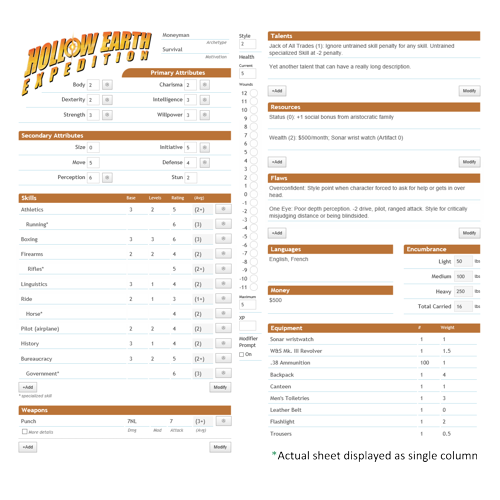 HOLLOW EARTH
EXPEDITION
Moneyman
Archetype
Survival
Motivation
Style
2
Health
Current
5
Wounds
12
11
10
9
8
7
6
5
4
3
2
1
0
-1
-2
-3
-4
-5
-6
-7
-8
-9
-10
-11
Maximum
5
XP
Modifier
Prompt
On
Primary Attributes
Body 2 Charisma 2
Dexterity 2 Intelligence 3
Strength 3 Willpower 3
Secondary Attributes
Size 0 Initiative 5
Move 5 Defense 4
Perception 6 Stun 3
Skills Base Levels Rating (Avg)
Athletics 3 2 5 (2+)
Running* 6 (3)
Boxing 3 3 6 (3)
Firearms 2 2 4 (2)
Rifles* 5 (2+)
Linguistics 3 1 4 (2)
Ride 2 1 3 (1+)
Horse* 4 (2)
Pilot (airplane) 2 2 4 (2)
History 3 1 4 (2)
Bureaucracy 3 2 5 (2+)
Government* 6 (3)
+Add Modify
* specialized skill
Weapons
Punch 7NL 7 (3+)
More details Dmg Mod Attack (Avg)
+Add Modify
Talents
Jack of All Trades (1): Ignore untrained skill penalty for any skill. Untrained
specialized Skill at -2 penalty.
Yet another talent that can have a really long description.
+Add Modify
Resources
Status (0): +1 social bonus from aristocratic family
Wealth (2): $500/month, Sonar wrist watch (Artifact 0)
+Add Modify
Flaws
Overconfident: Style point when character forced to ask for help or gets in over
head.
One Eye: Poor depth perception. -2 drive, pilot, ranged attack. Style for critically
misjudging distance or being blindsided.
+Add Modify
Languages
English, French
Money
$500
Encumbrance
Light 50 lbs
Medium 100 lbs
Heavy 250 lbs
Total Carried 16 lbs
Equipment # Weight
Sonar wristwatch 1 1
WBS Mk. III Revolver 1 1.5
.38 Ammunition 100 1
Backpack 1 4
Canteen 1 1
Men's Toiletries 1 3
Leather Belt 1 0
Flashlight 1 2
Trousers 1 0.5
*Actual sheet displayed as single column